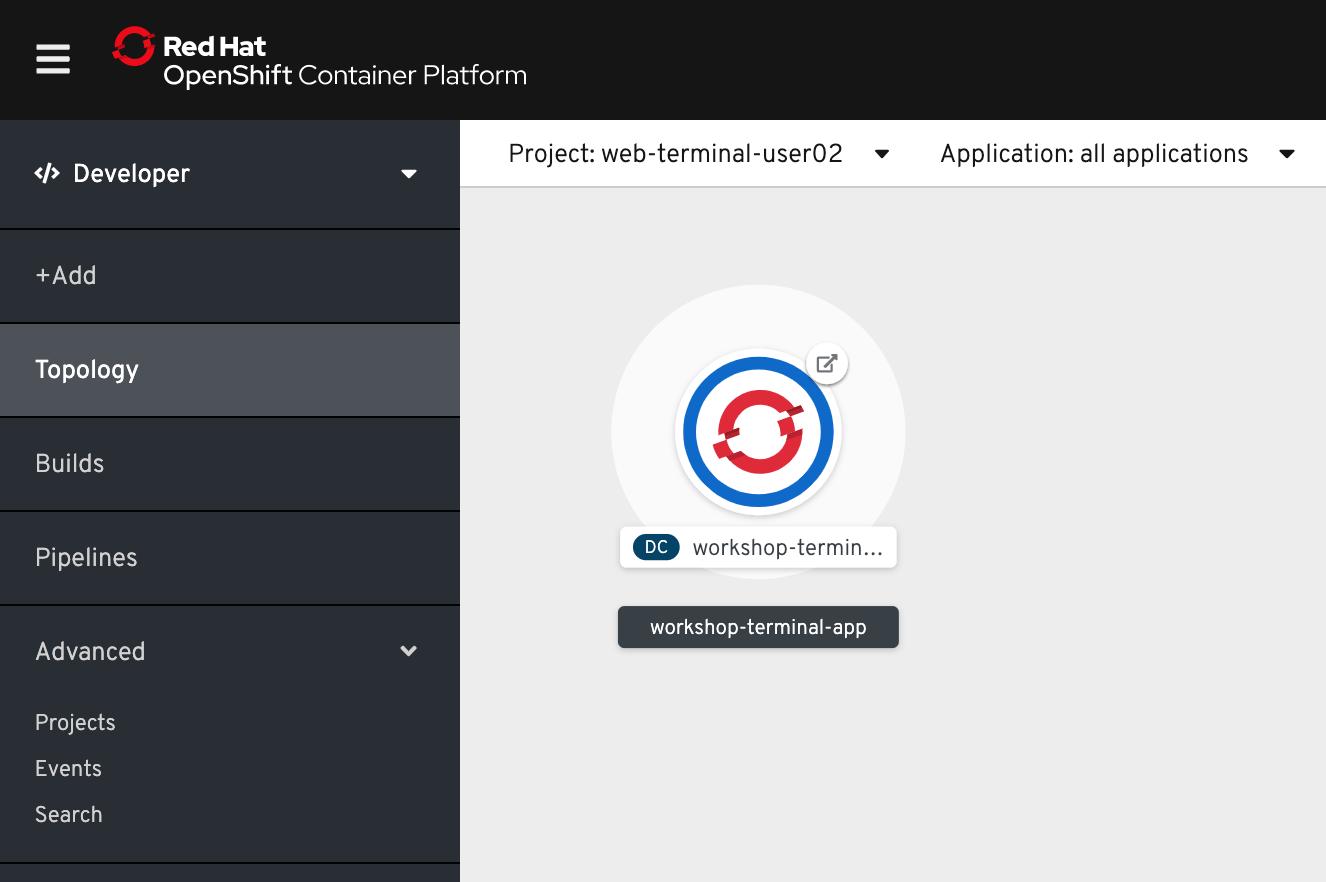 Red Hat
OpenShift Container Platform
</> Developer
Project: web-terminal-user02
Application: all applications
+Add
Topology
Builds
Pipelines
Advanced
Projects
Events
Search
DC workshop-termin...
workshop-terminal-app